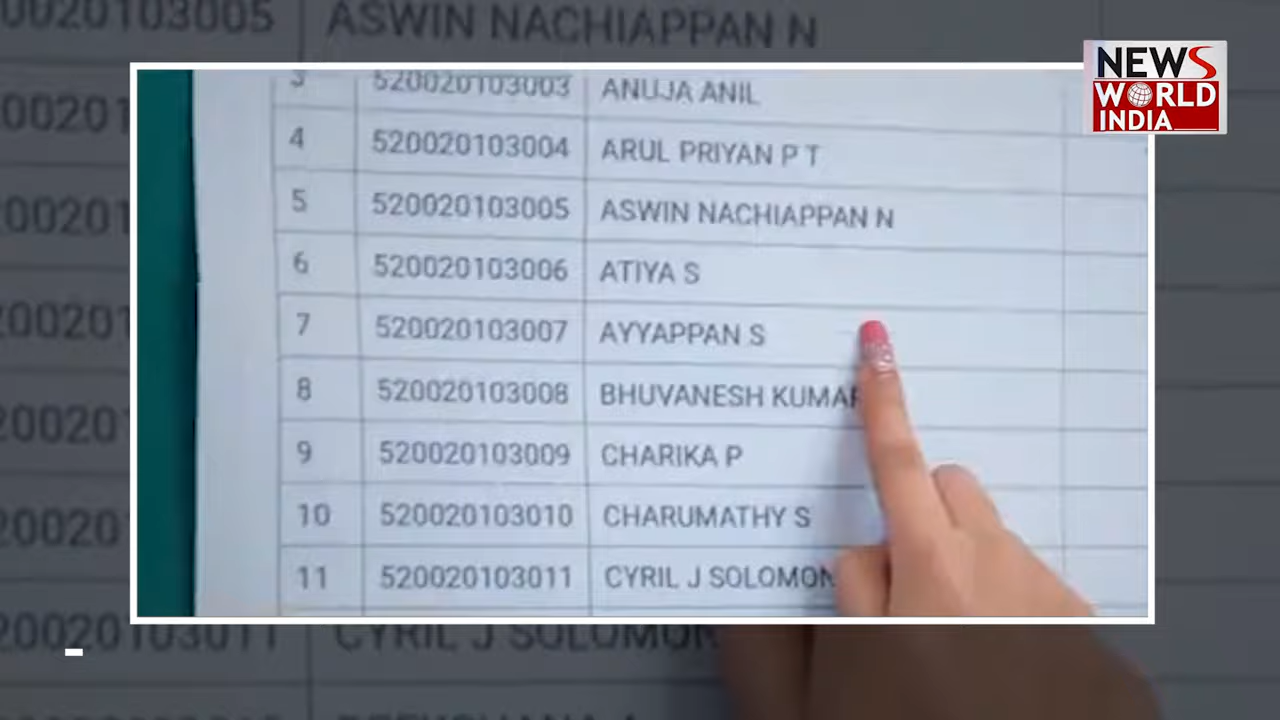 0020103005 ASWIN NACHIAPPAN N
NEWS
WORLD
INDIA
3 520020103003 ANUJA ANIL
4 520020103004 ARUL PRIYAN P T
5 520020103005 ASWIN NACHIAPPAN N
6 520020103006 ATIYA S
7 520020103007 AYYAPPAN S
8 520020103008 BHUVANESH KUMAR
9 520020103009 CHARIKA P
10 520020103010 CHARUMATHY S
11 520020103011 CYRIL J SOLOMON
20020103011 CYRIL J SOLOMON